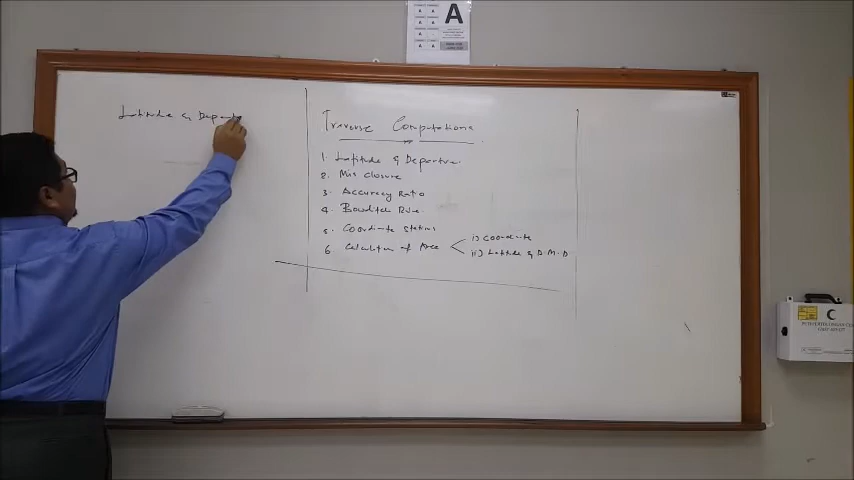 A
Latitude & Depart
Traverse Computations
1. Latitude & Departure
2. Mis closure
3. Accuracy Ratio
4. Bowditch Rule
5. Coordinate Stations
6 Calculation of Area
i) Coordinate
ii) Latitude & D.M.D